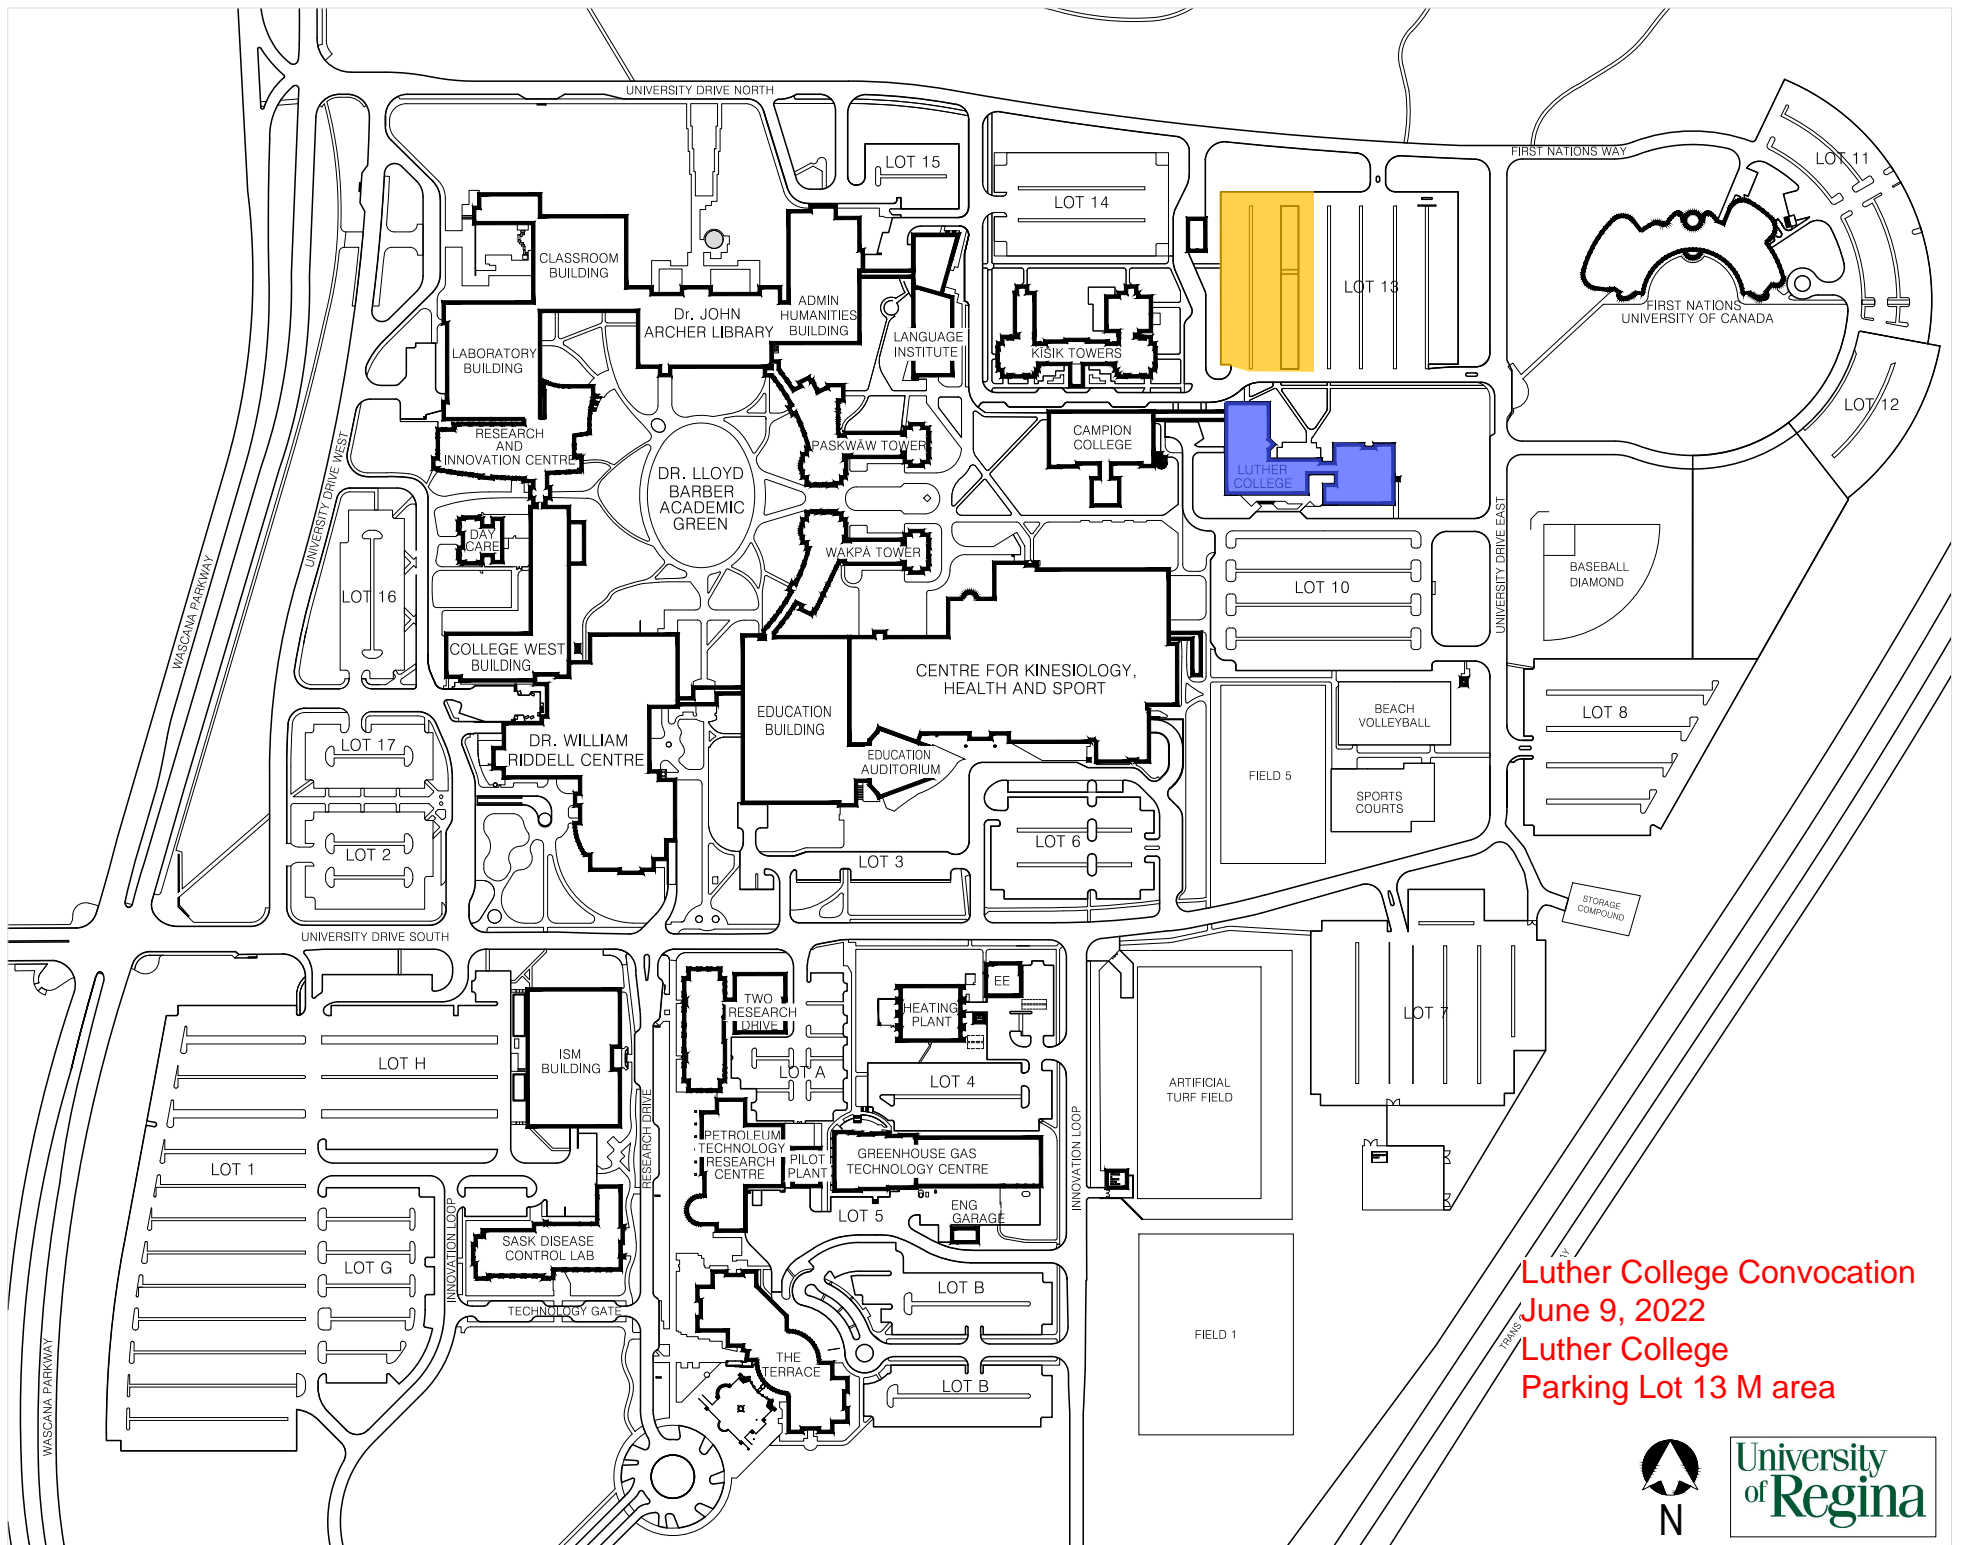 UNIVERSITY DRIVE NORTH
FIRST NATIONS WAY
LOT 11
LOT 15
LOT 14
CLASSROOM
BUILDING
ADMIN
HUMANITIES
BUILDING
Dr. JOHN
ARCHER LIBRARY
LANGUAGE
INSTITUTE
KĪSIK TOWERS
LOT 13
FIRST NATIONS
UNIVERSITY OF CANADA
LABORATORY
BUILDING
LOT 12
RESEARCH
AND
INNOVATION CENTRE
PASKWĀW TOWER
CAMPION
COLLEGE
LUTHER
COLLEGE
DR. LLOYD
BARBER
ACADEMIC
GREEN
UNIVERSITY DRIVE WEST
UNIVERSITY DRIVE EAST
WASCANA PARKWAY
DAY
CARE
WAKPĀ TOWER
LOT 16
LOT 10
BASEBALL
DIAMOND
COLLEGE WEST
BUILDING
CENTRE FOR KINESIOLOGY,
HEALTH AND SPORT
EDUCATION
BUILDING
BEACH
VOLLEYBALL
LOT 8
LOT 17
DR. WILLIAM
RIDDELL CENTRE
EDUCATION
AUDITORIUM
FIELD 5
SPORTS
COURTS
LOT 2
LOT 3
LOT 6
STORAGE
COMPOUND
UNIVERSITY DRIVE SOUTH
TWO
RESEARCH
DRIVE
EE
HEATING
PLANT
LOT 7
LOT H
ISM
BUILDING
LOT A
LOT 4
ARTIFICIAL
TURF FIELD
RESEARCH DRIVE
INNOVATION LOOP
PETROLEUM
TECHNOLOGY
RESEARCH
CENTRE
PILOT
PLANT
GREENHOUSE GAS
TECHNOLOGY CENTRE
LOT 1
LOT 5
ENG
GARAGE
INNOVATION LOOP
SASK DISEASE
CONTROL LAB
LOT G
LOT B
TECHNOLOGY GATE
FIELD 1
THE
TERRACE
LOT B
WASCANA PARKWAY
Luther College Convocation
June 9, 2022
Luther College
Parking Lot 13 M area
N
University
of Regina